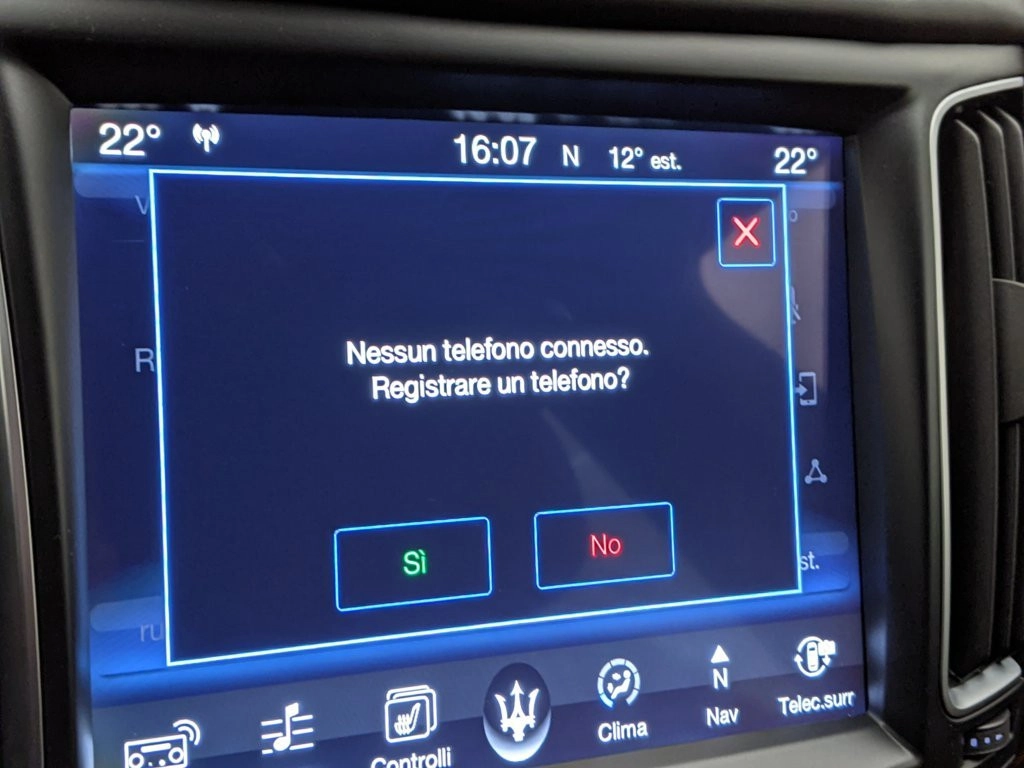 22° 16:07 N 12° est. 22°
Nessun telefono connesso.
Registrare un telefono?
Sì No
st.
Controlli Clima N Nav Telec.surr